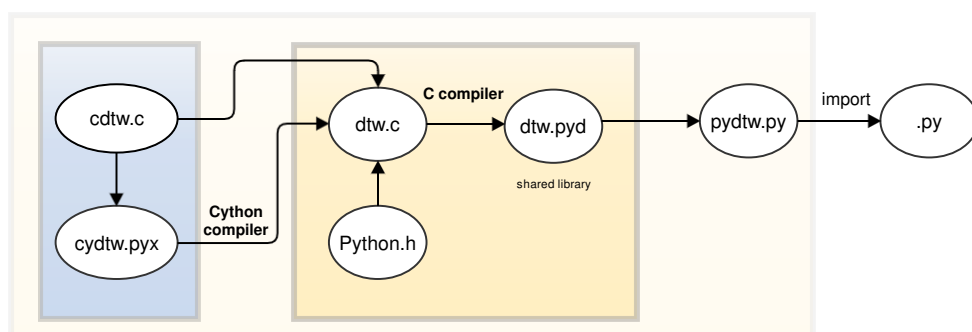 cdtw.c
cydtw.pyx
Cython
compiler
dtw.c
Python.h
C compiler
dtw.pyd
shared library
pydtw.py
import
.py